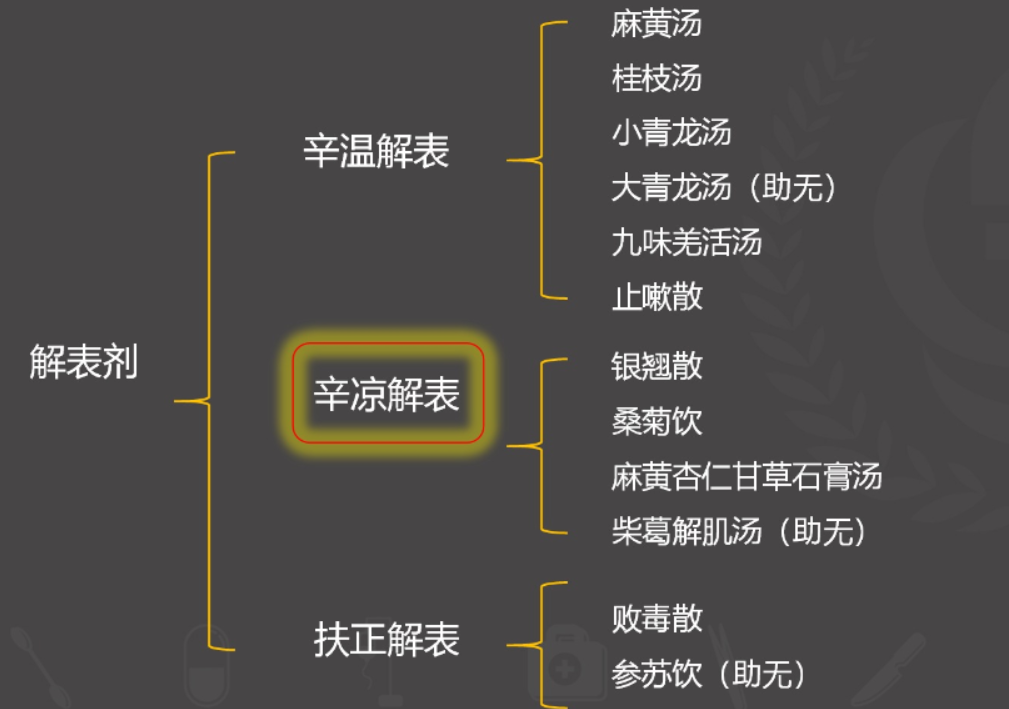 解表剂
辛温解表
麻黄汤
桂枝汤
小青龙汤
大青龙汤（助无）
九味羌活汤
止嗽散
辛凉解表
银翘散
桑菊饮
麻黄杏仁甘草石膏汤
柴葛解肌汤（助无）
扶正解表
败毒散
参苏饮（助无）